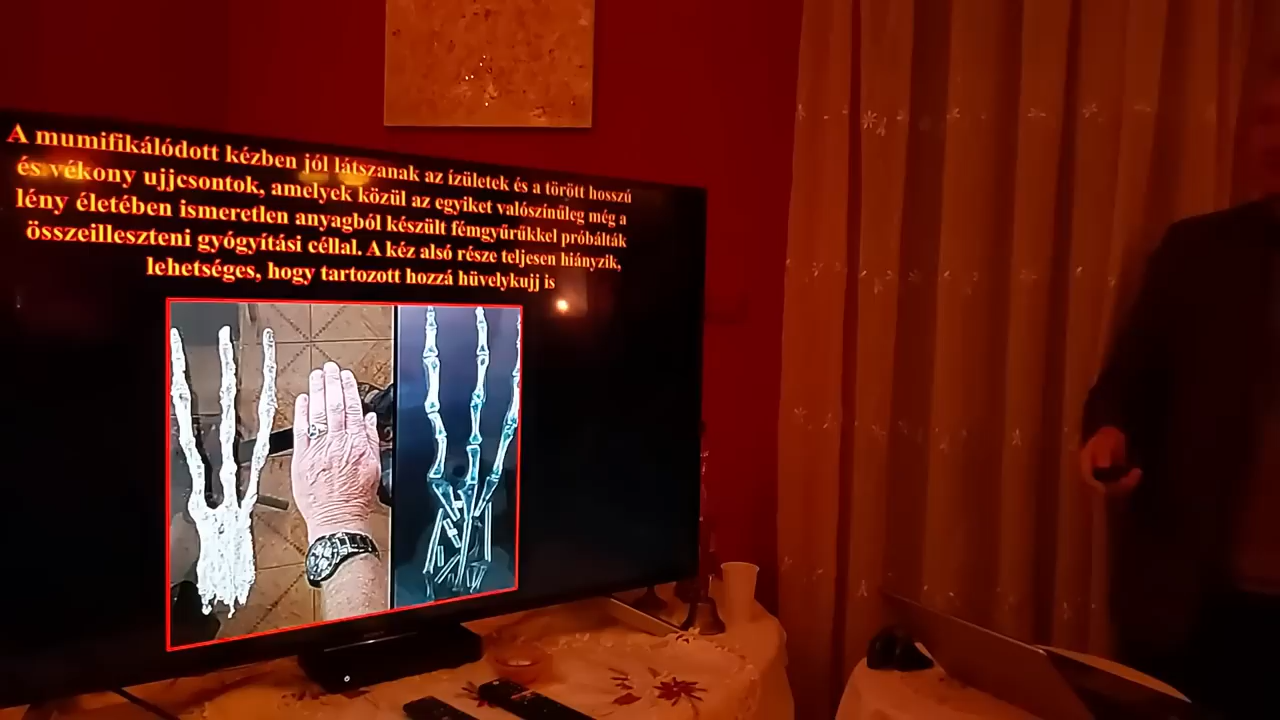 A mumifikálódott kézben jól látszanak az ízületek és a törött hosszú
és vékony ujjcsontok, amelyek közül az egyiket valószínűleg még a
lény életében ismeretlen anyagból készült fémgyűrűkkel próbálták
összeilleszteni gyógyítási céllal. A kéz alsó része teljesen hiányzik,
lehetséges, hogy tartozott hozzá hüvelykujj is